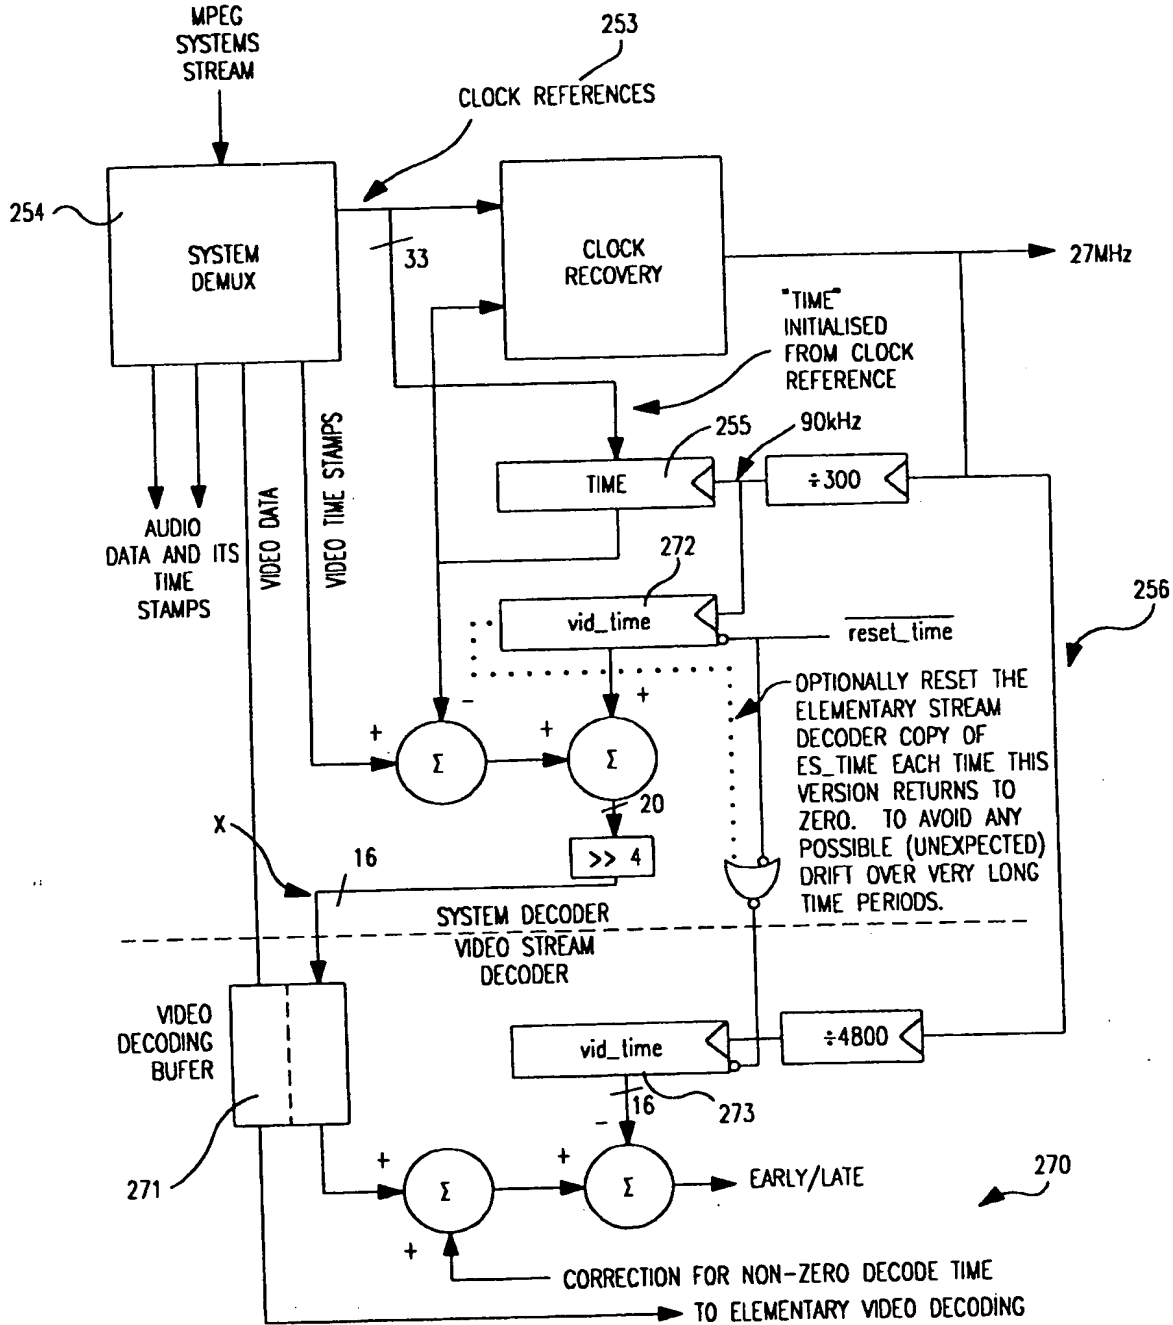 MPEG
SYSTEMS
STREAM
253
CLOCK REFERENCES
254
SYSTEM
DEMUX
33
CLOCK
RECOVERY
27MHz
"TIME"
INITIALISED
FROM CLOCK
REFERENCE
255
90kHz
TIME
÷300
AUDIO
DATA AND ITS
TIME
STAMPS
VIDEO DATA
VIDEO TIME STAMPS
272
vid_time
reset_time
256
OPTIONALLY RESET THE
ELEMENTARY STREAM
DECODER COPY OF
ES_TIME EACH TIME THIS
VERSION RETURNS TO
ZERO. TO AVOID ANY
POSSIBLE (UNEXPECTED)
DRIFT OVER VERY LONG
TIME PERIODS.
-
+
+
Σ
+
Σ
20
>> 4
X
16
SYSTEM DECODER
VIDEO STREAM
DECODER
VIDEO
DECODING
BUFER
271
vid_time
÷4800
16
273
-
+
Σ
+
Σ
EARLY/LATE
270
+
CORRECTION FOR NON-ZERO DECODE TIME
TO ELEMENTARY VIDEO DECODING